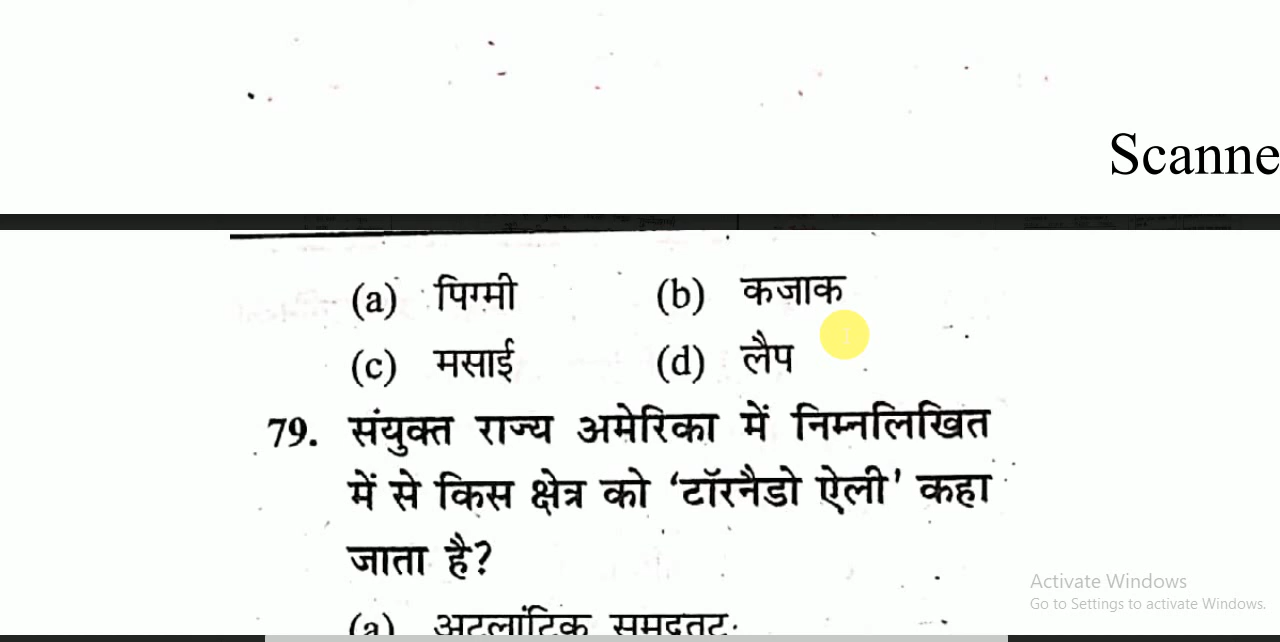 Scanne
(a) पिग्मी (b) कजाक
(c) मसाई (d) लैप
79. संयुक्त राज्य अमेरिका में निम्नलिखित
में से किस क्षेत्र को ‘टॉरनैडो ऐली’ कहा
जाता है?
(a) अटलांटिक समुद्रतट
Activate Windows
Go to Settings to activate Windows.